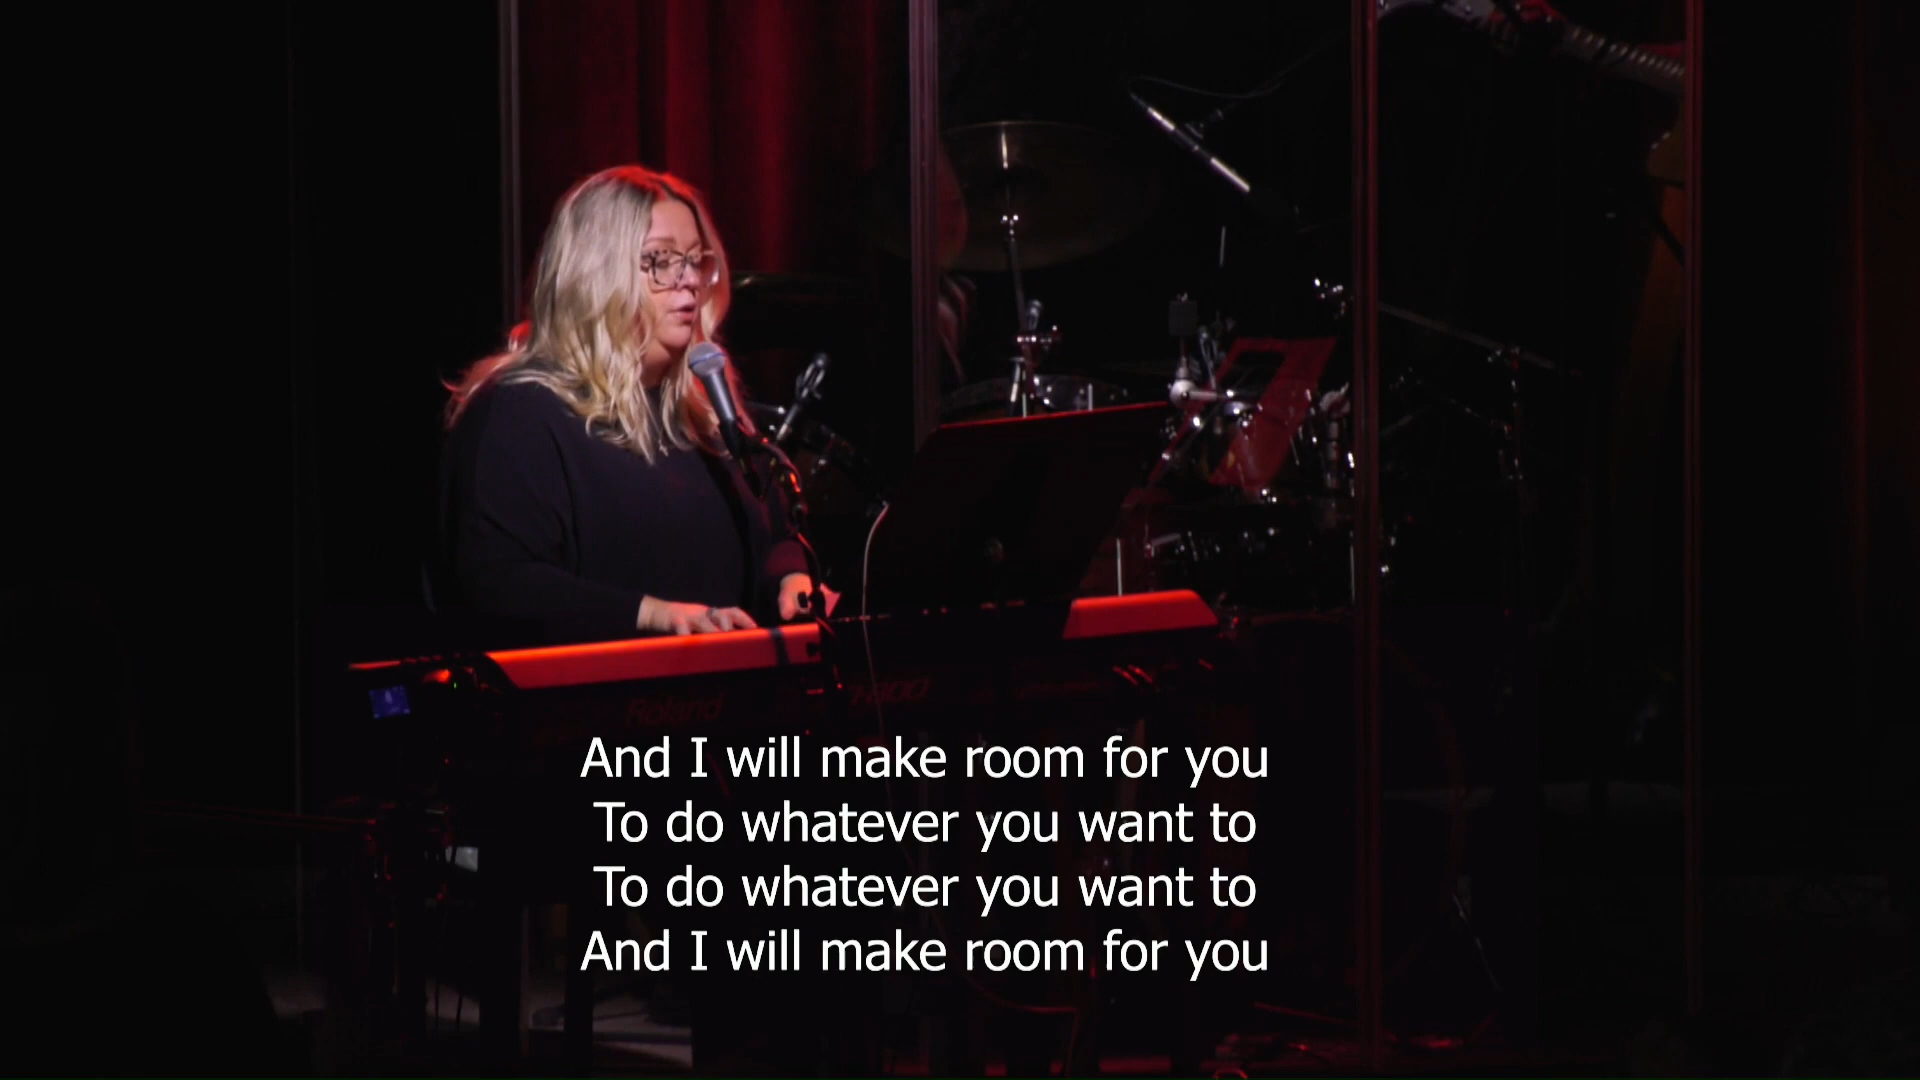 Roland
And I will make room for you
To do whatever you want to
To do whatever you want to
And I will make room for you